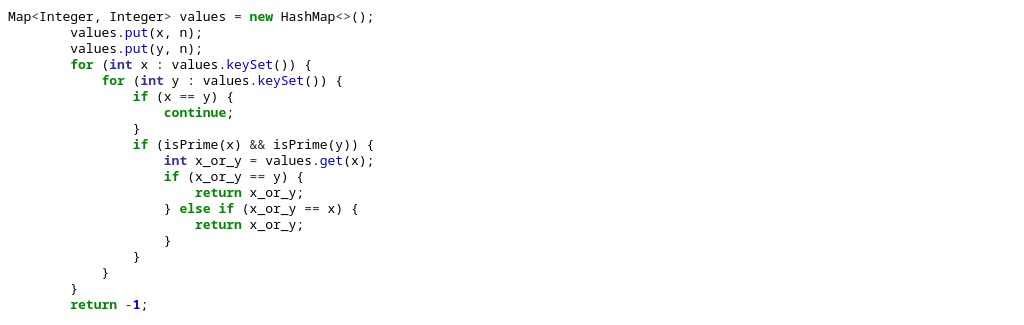 Map<Integer, Integer> values = new HashMap<>();
        values.put(x, n);
        values.put(y, n);
        for (int x : values.keySet()) {
            for (int y : values.keySet()) {
                if (x == y) {
                    continue;
                }
                if (isPrime(x) && isPrime(y)) {
                    int x_or_y = values.get(x);
                    if (x_or_y == y) {
                        return x_or_y;
                    } else if (x_or_y == x) {
                        return x_or_y;
                    }
                }
            }
        }
        return -1;